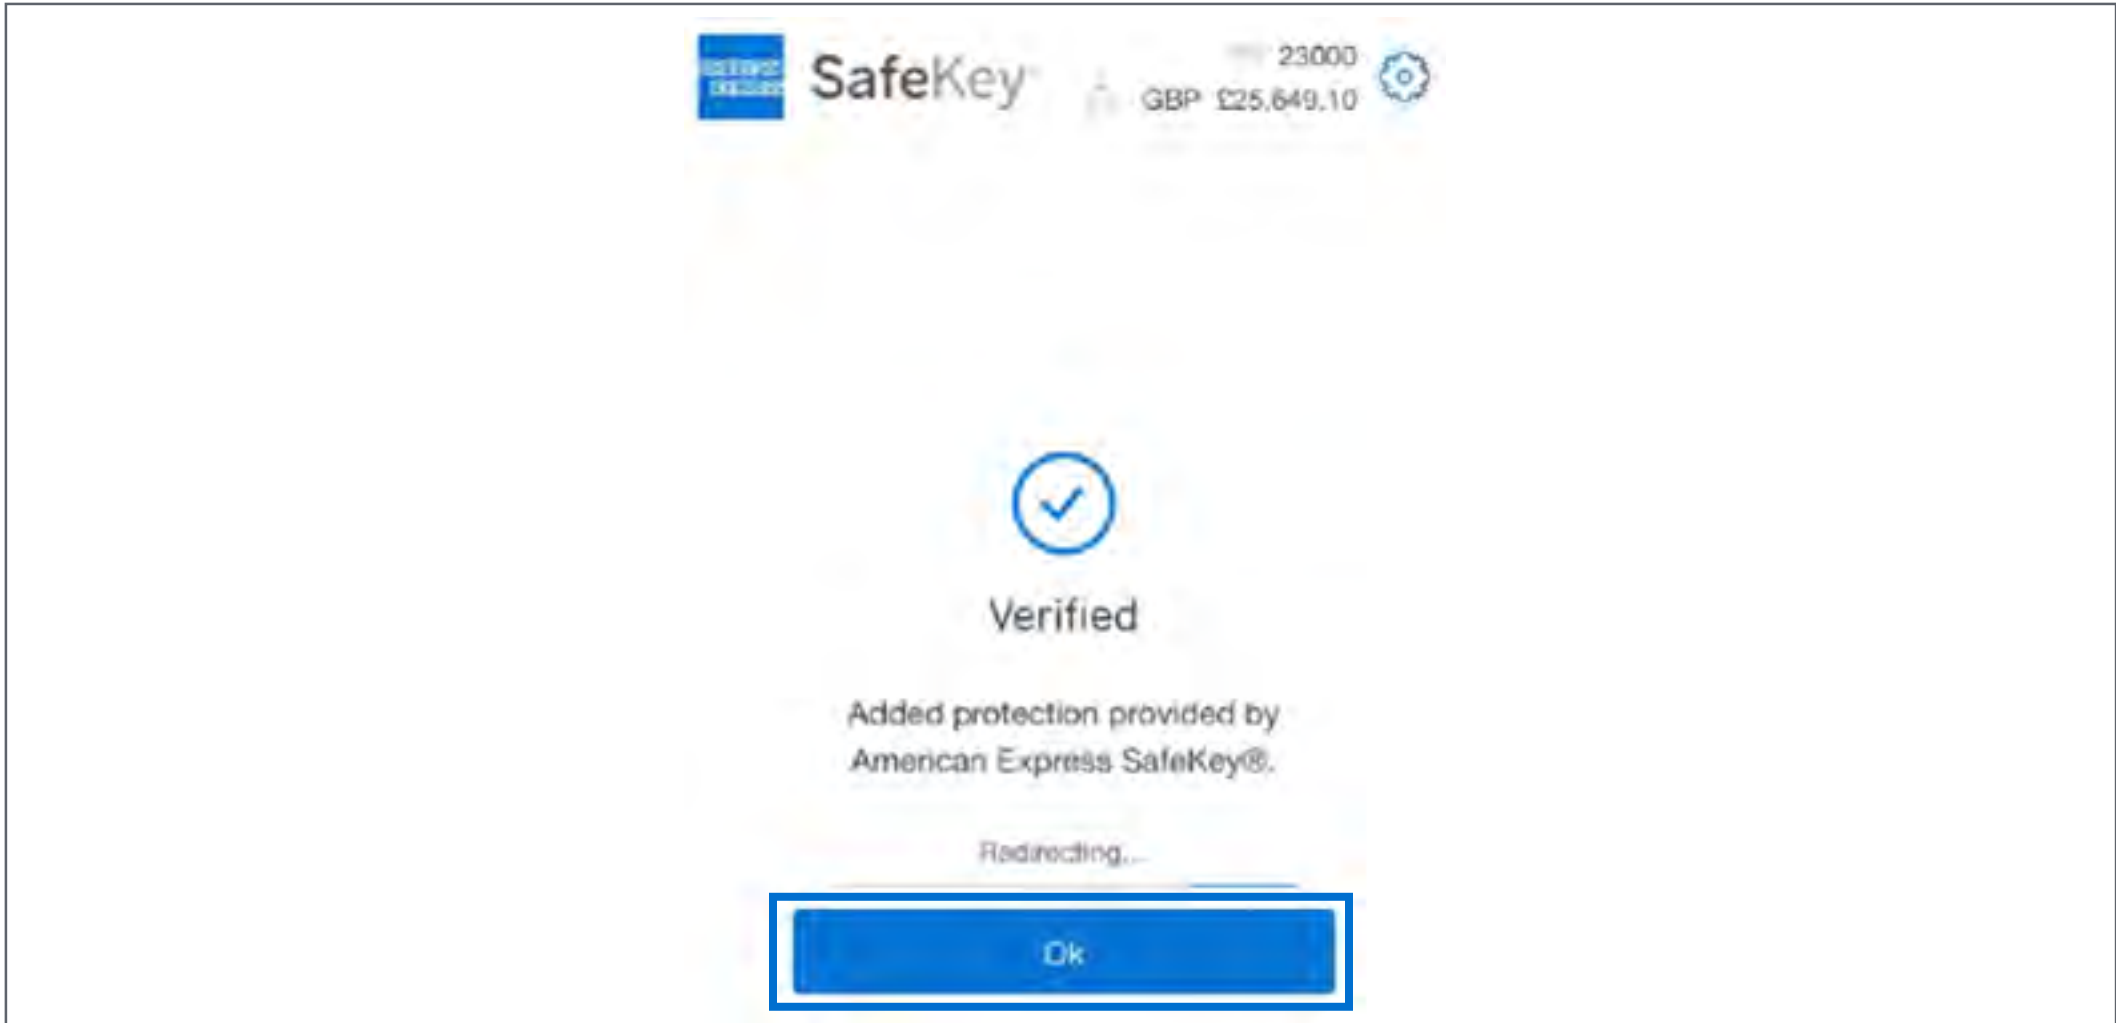 SafeKey
23000
GBP £25,649.10
Verified
Added protection provided by
American Express SafeKey®.
Redirecting...
Ok